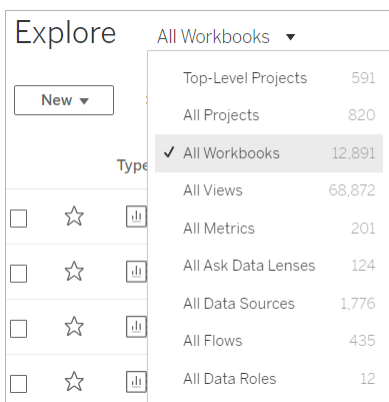 Explore All Workbooks
Top-Level Projects 591
New
All Projects 820
Type
All Workbooks 12,891
All Views 68,872
All Metrics 201
All Ask Data Lenses 124
All Data Sources 1,776
All Flows 435
All Data Roles 12